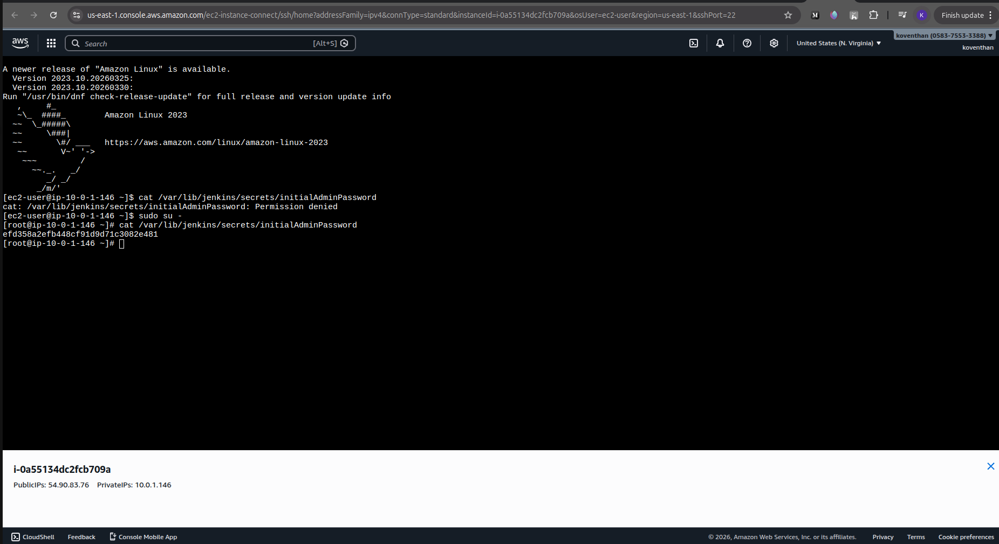 us-east-1.console.aws.amazon.com/ec2-instance-connect/ssh/home?addressFamily=ipv4&connType=standard&instanceId=i-0a55134dc2fcb709a&osUser=ec2-user&region=us-east-1&sshPort=22
M
K
Finish update
aws
Search
[Alt+S]
United States (N. Virginia)
koventhan (0583-7553-3388)
koventhan
A newer release of "Amazon Linux" is available.
  Version 2023.10.20260325:
  Version 2023.10.20260330:
Run "/usr/bin/dnf check-release-update" for full release and version update info
   ,     #_
   ~\_  ####_        Amazon Linux 2023
  ~~  \_#####\
  ~~     \###|
  ~~       \#/ ___   https://aws.amazon.com/linux/amazon-linux-2023
   ~~       V~' '->
    ~~~         /
      ~~._.   _/
         _/ _/
       _/m/'
[ec2-user@ip-10-0-1-146 ~]$ cat /var/lib/jenkins/secrets/initialAdminPassword
cat: /var/lib/jenkins/secrets/initialAdminPassword: Permission denied
[ec2-user@ip-10-0-1-146 ~]$ sudo su -
[root@ip-10-0-1-146 ~]# cat /var/lib/jenkins/secrets/initialAdminPassword
efd358a2efb448cf91d9d71c3082e481
[root@ip-10-0-1-146 ~]#
i-0a55134dc2fcb709a
PublicIPs: 54.90.83.76 PrivateIPs: 10.0.1.146
CloudShell
Feedback
Console Mobile App
© 2026, Amazon Web Services, Inc. or its affiliates.
Privacy
Terms
Cookie preferences